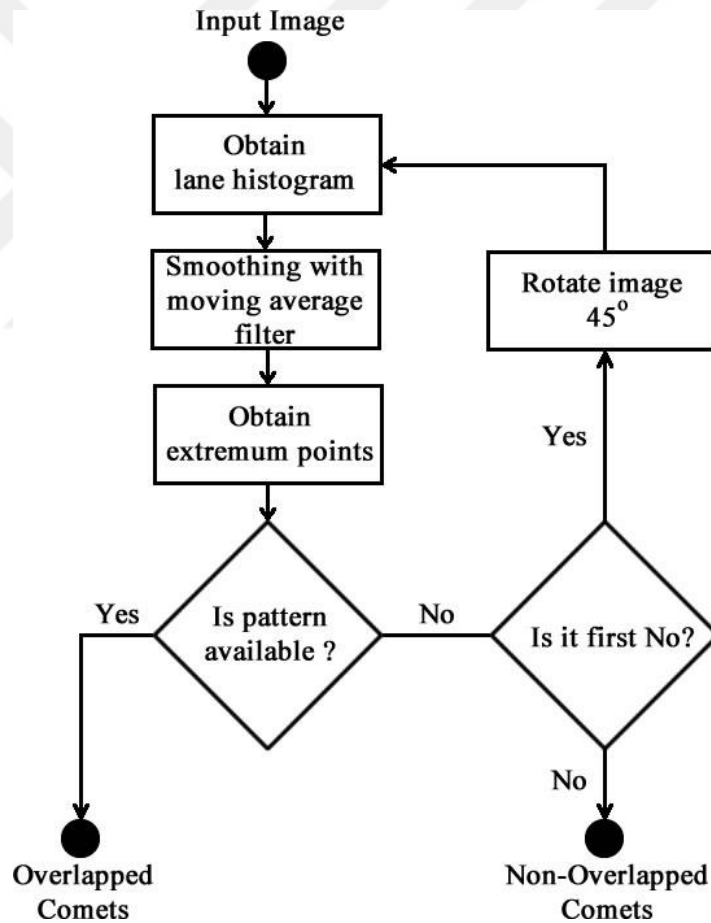 Input Image
Obtain
lane histogram
Smoothing with
moving average
filter
Rotate image
45°
Obtain
extremum points
Yes
Yes
Is pattern
available ?
No
Is it first No?
No
Overlapped
Comets
Non-Overlapped
Comets